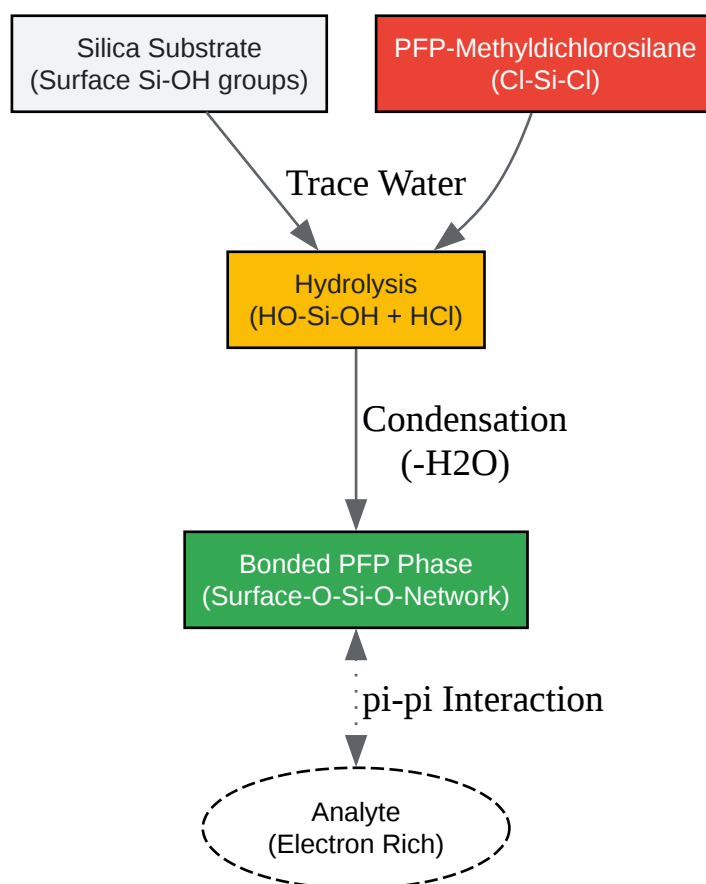 Silica Substrate
(Surface Si-OH groups)
PFP-Methyldichlorosilane
(Cl-Si-Cl)
Trace Water
Hydrolysis
(HO-Si-OH + HCl)
Condensation
(-H2O)
Bonded PFP Phase
(Surface-O-Si-O-Network)
pi-pi Interaction
Analyte
(Electron Rich)